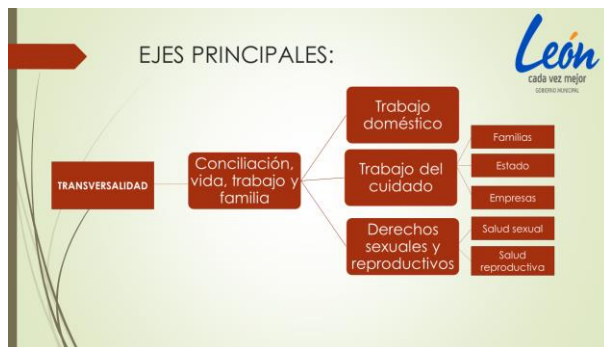 EJES PRINCIPALES:
León
cada vez mejor
GOBIERNO MUNICIPAL
TRANSVERSALIDAD
Conciliación,
vida, trabajo y
familia
Trabajo
doméstico
Trabajo del
cuidado
Familias
Estado
Empresas
Derechos
sexuales y
reproductivos
Salud sexual
Salud
reproductiva